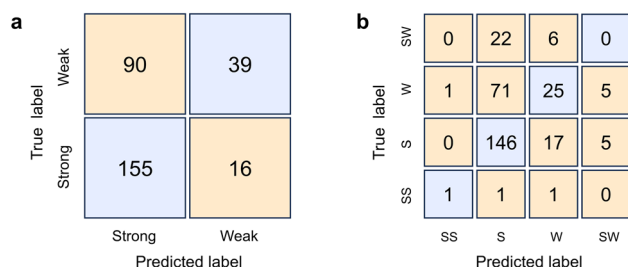 a
True label
Weak
Strong
90 39
155 16
Strong Weak
Predicted label
b
True label
SW
W
S
SS
0 22 6 0
1 71 25 5
0 146 17 5
1 1 1 0
SS S W SW
Predicted label